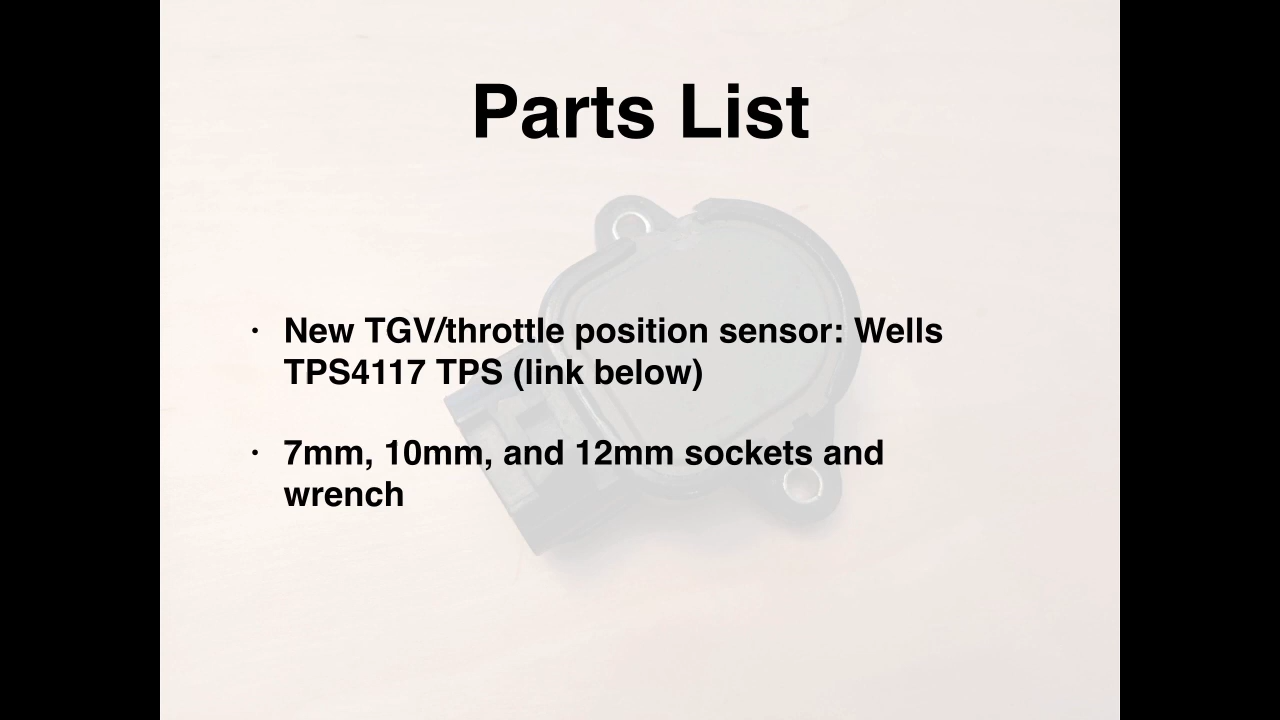 Parts List
· New TGV/throttle position sensor: Wells
TPS4117 TPS (link below)
· 7mm, 10mm, and 12mm sockets and
wrench